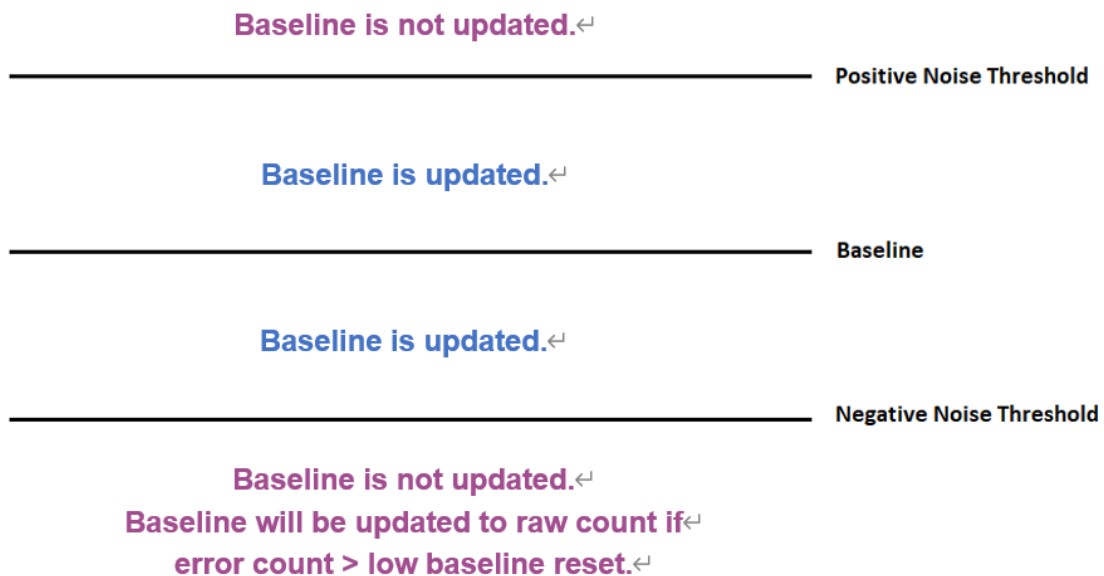 Baseline is not updated.↵
Positive Noise Threshold
Baseline is updated.↵
Baseline
Baseline is updated.↵
Negative Noise Threshold
Baseline is not updated.↵
Baseline will be updated to raw count if↵
error count > low baseline reset.↵